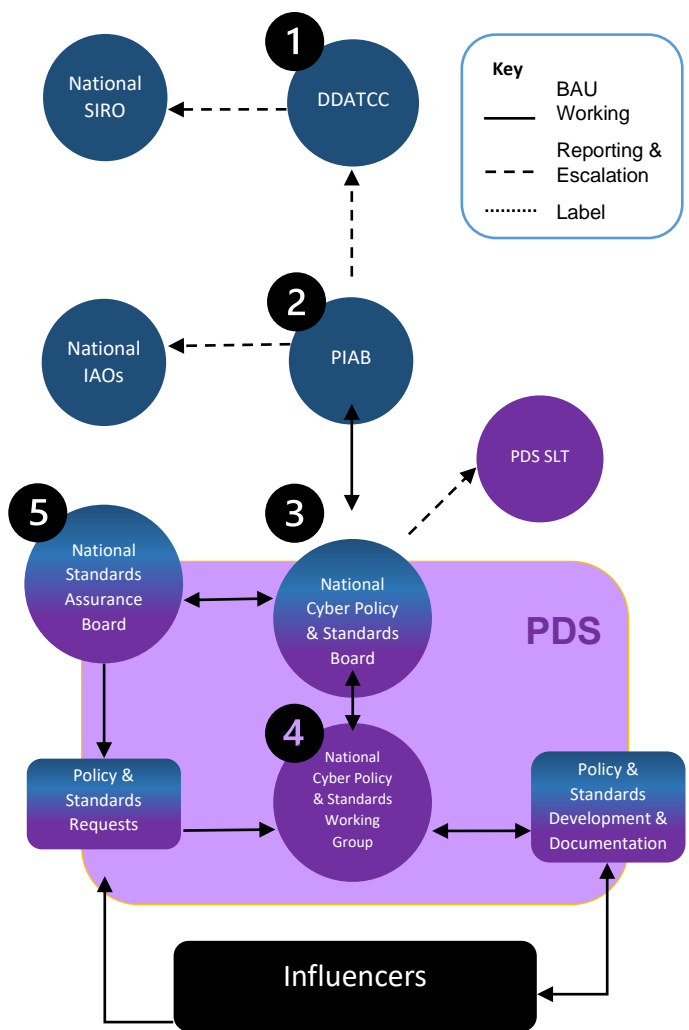 1
National
SIRO
DDATCC
Key
BAU
Working
Reporting &
Escalation
Label
2
National
IAOs
PIAB
PDS SLT
5
National
Standards
Assurance
Board
3
National
Cyber Policy
& Standards
Board
PDS
4
National
Cyber Policy
& Standards
Working
Group
Policy &
Standards
Requests
Policy &
Standards
Development &
Documentation
Influencers